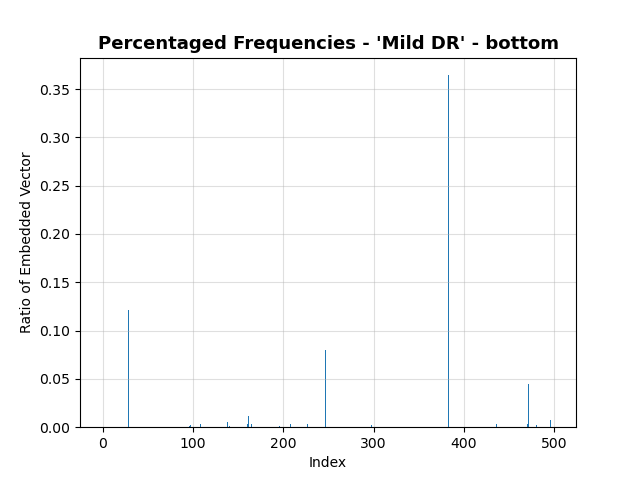 Percentaged Frequencies - 'Mild DR' - bottom
Ratio of Embedded Vector
0.35
0.30
0.25
0.20
0.15
0.10
0.05
0.00
0 100 200 300 400 500
Index